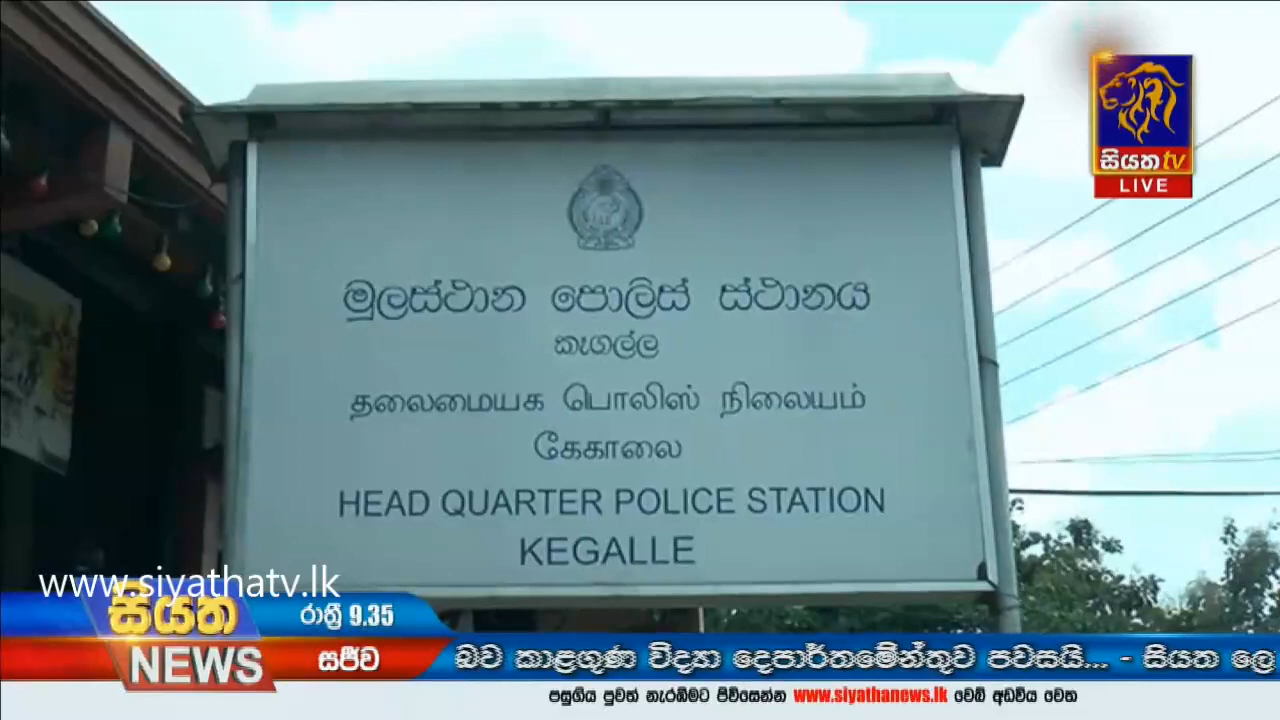 සියත tv
LIVE
මූලස්ථාන පොලිස් ස්ථානය
කෑගල්ල
தலைமையக பொலிஸ் நிலையம்
கேகாலை
HEAD QUARTER POLICE STATION
KEGALLE
www.siyathatv.lk
සියත රාත්‍රී 9.35
NEWS සජීව
බව කාළගුණ විද්‍යා දෙපාර්තමේන්තුව පවසයි... - සියත ලෙ
පසුගිය පුවත් නැරඹීමට පිවිසෙන්න www.siyathanews.lk වෙබ් අඩවිය වෙත